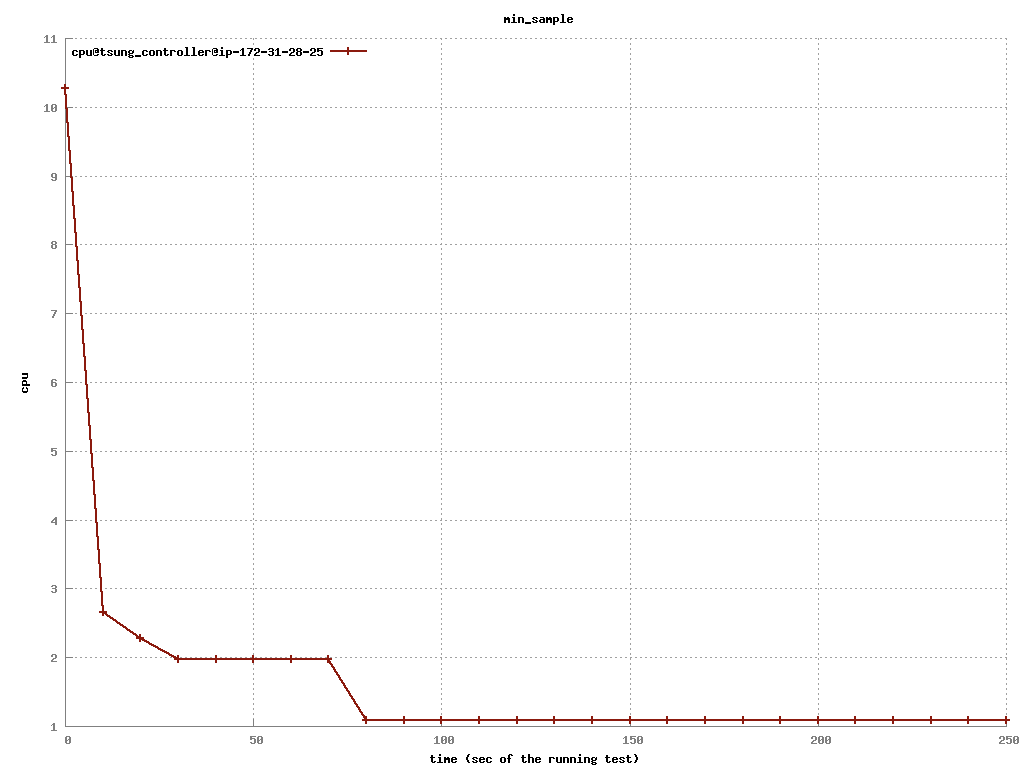 min_sample
cpu@tsung_controller@ip-172-31-28-25
11
10
9
8
7
6
5
4
3
2
1
cpu
0 50 100 150 200 250
time (sec of the running test)